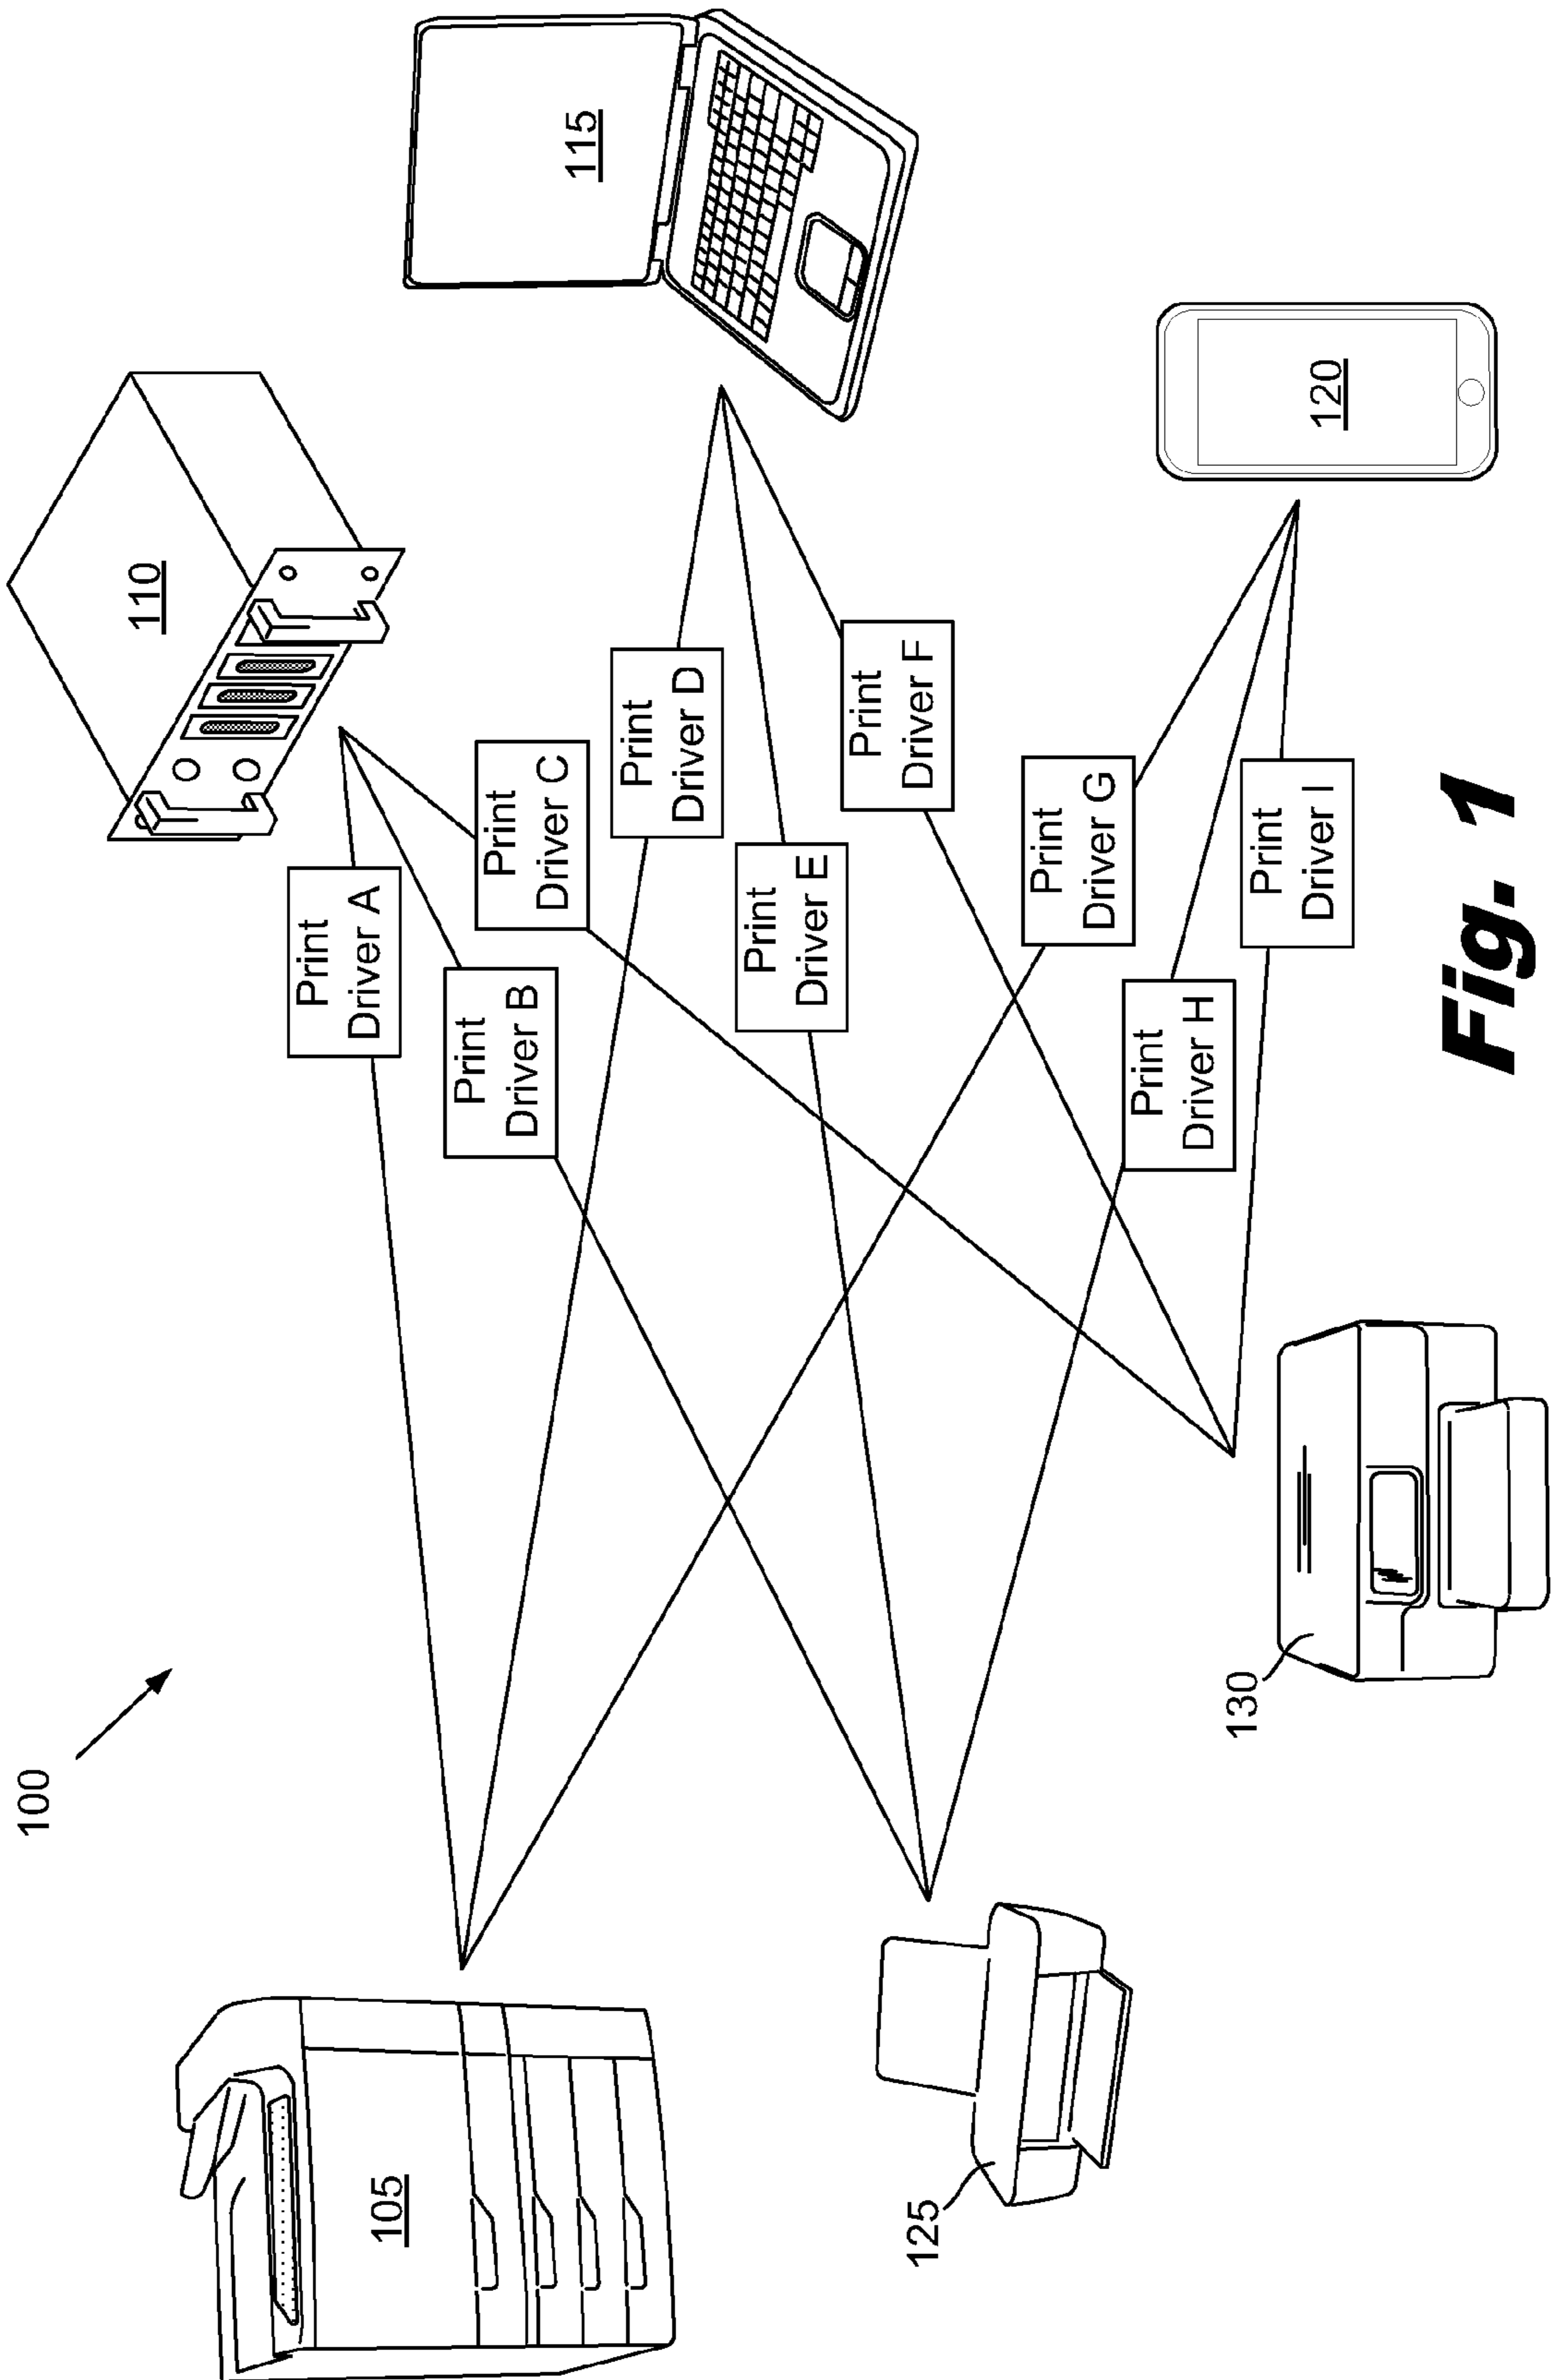 100
105
110
115
Print
Driver A
Print
Driver B
Print
Driver C
Print
Driver D
Print
Driver E
Print
Driver F
125
Print
Driver G
Print
Driver H
Print
Driver I
120
130
Fig. 1